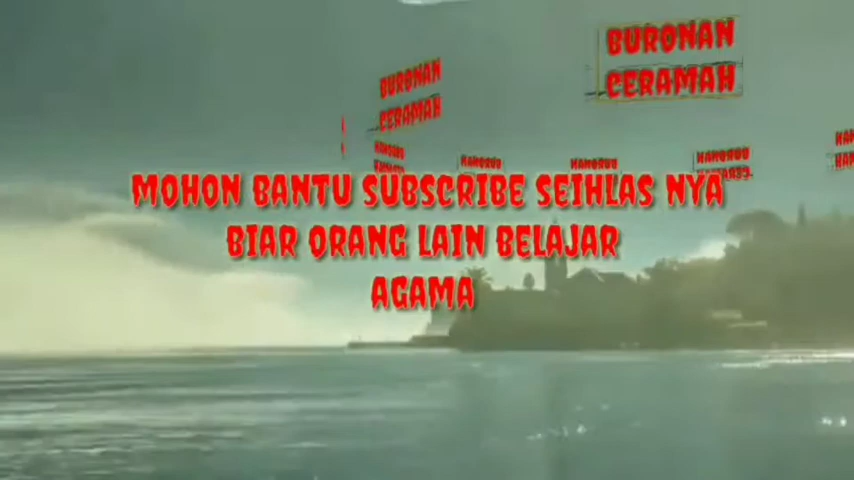 BURONAN
CERAMAH
BURONAN
CERAMAH
MOHON BANTU SUBSCRIBE SEIHLAS NYA
BIAR ORANG LAIN BELAJAR
AGAMA